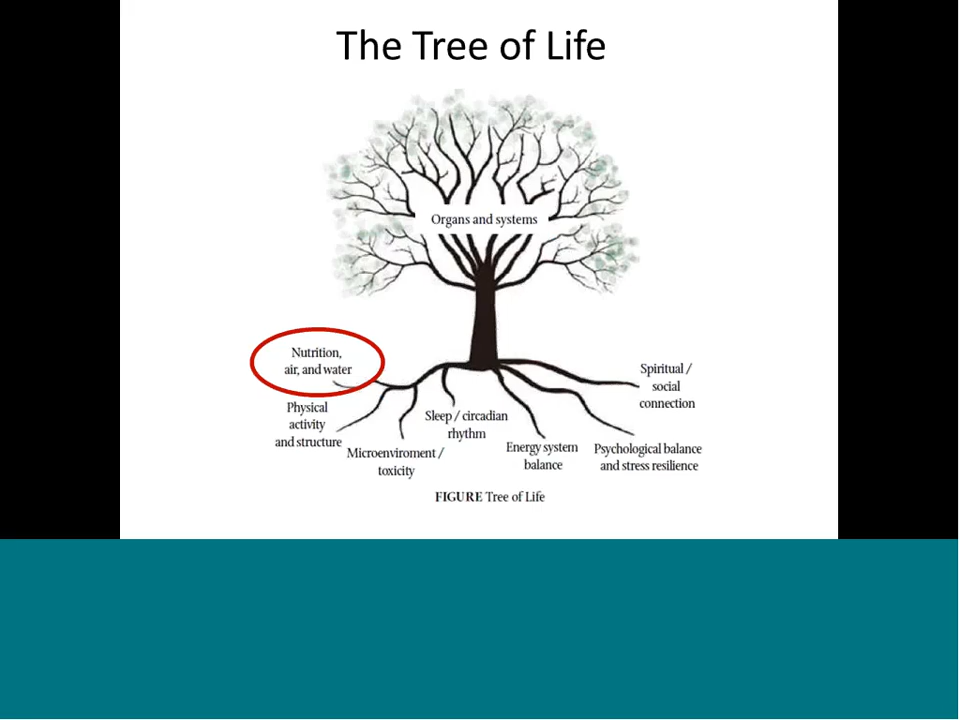 The Tree of Life
Organs and systems
Nutrition,
air, and water
Physical
activity
and structure
Microenviroment /
toxicity
Sleep / circadian
rhythm
Energy system
balance
Psychological balance
and stress resilience
Spiritual /
social
connection
FIGURE Tree of Life